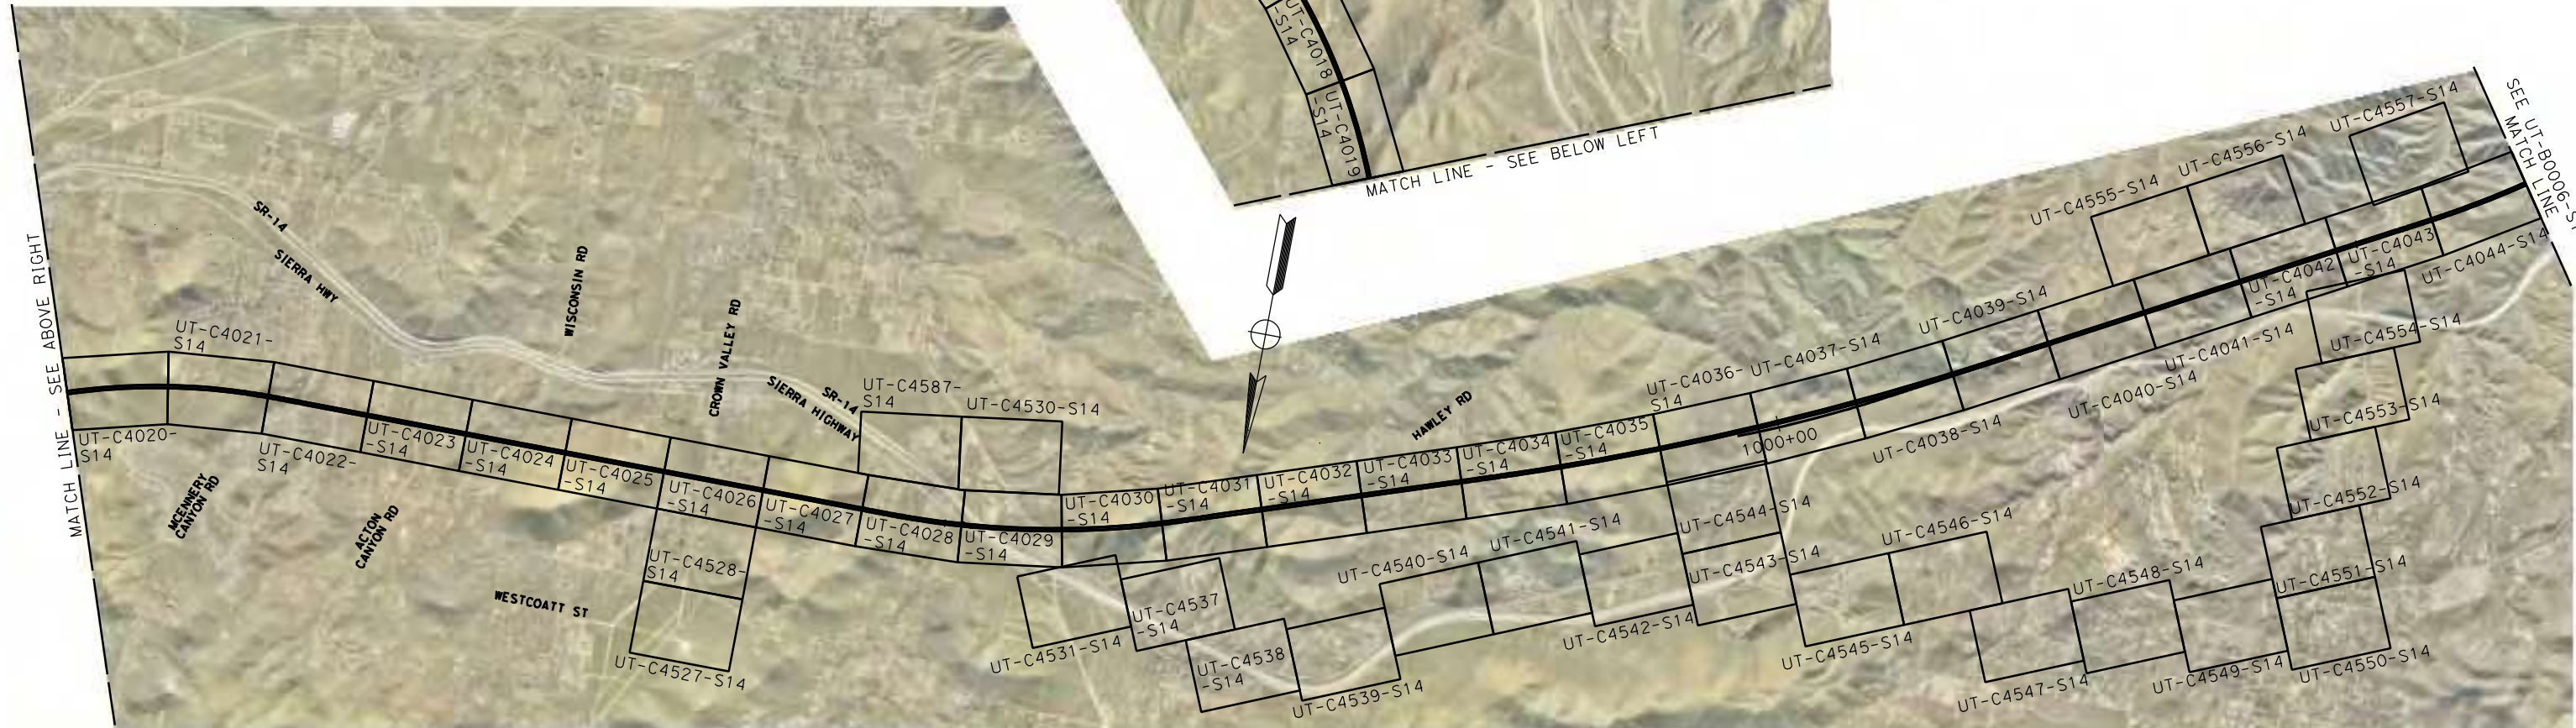 -S14
UT-C4018
-S14
UT-C4019
MATCH LINE - SEE BELOW LEFT
MATCH LINE - SEE ABOVE RIGHT
SR-14
SIERRA HWY
WISCONSIN RD
CROWN VALLEY RD
SR-14
SIERRA HIGHWAY
UT-C4021-
S14
UT-C4020-
S14
UT-C4022-
S14
UT-C4023
-S14
UT-C4024
-S14
UT-C4025
-S14
UT-C4026
-S14
UT-C4027
-S14
UT-C4028
-S14
UT-C4029
-S14
UT-C4587-
S14
UT-C4530-S14
MCENNERY
CANYON RD
ACTON
CANYON RD
WESTCOATT ST
UT-C4528-
S14
UT-C4527-S14
UT-C4030
-S14
UT-C4031
-S14
UT-C4032
-S14
UT-C4033
-S14
UT-C4034
-S14
UT-C4035
-S14
HAWLEY RD
UT-C4036-
S14
UT-C4037-S14
1000+00
UT-C4038-S14
UT-C4039-S14
UT-C4040-S14
UT-C4041-S14
UT-C4042
-S14
UT-C4043
-S14
UT-C4044-S14
UT-C4555-S14
UT-C4556-S14
UT-C4557-S14
SEE UT-B0006-S
MATCH LINE
UT-C4531-S14
UT-C4537
-S14
UT-C4538
-S14
UT-C4539-S14
UT-C4540-S14
UT-C4541-S14
UT-C4542-S14
UT-C4544-S14
UT-C4543-S14
UT-C4545-S14
UT-C4546-S14
UT-C4547-S14
UT-C4548-S14
UT-C4549-S14
UT-C4550-S14
UT-C4551-S14
UT-C4552-S14
UT-C4553-S14
UT-C4554-S14